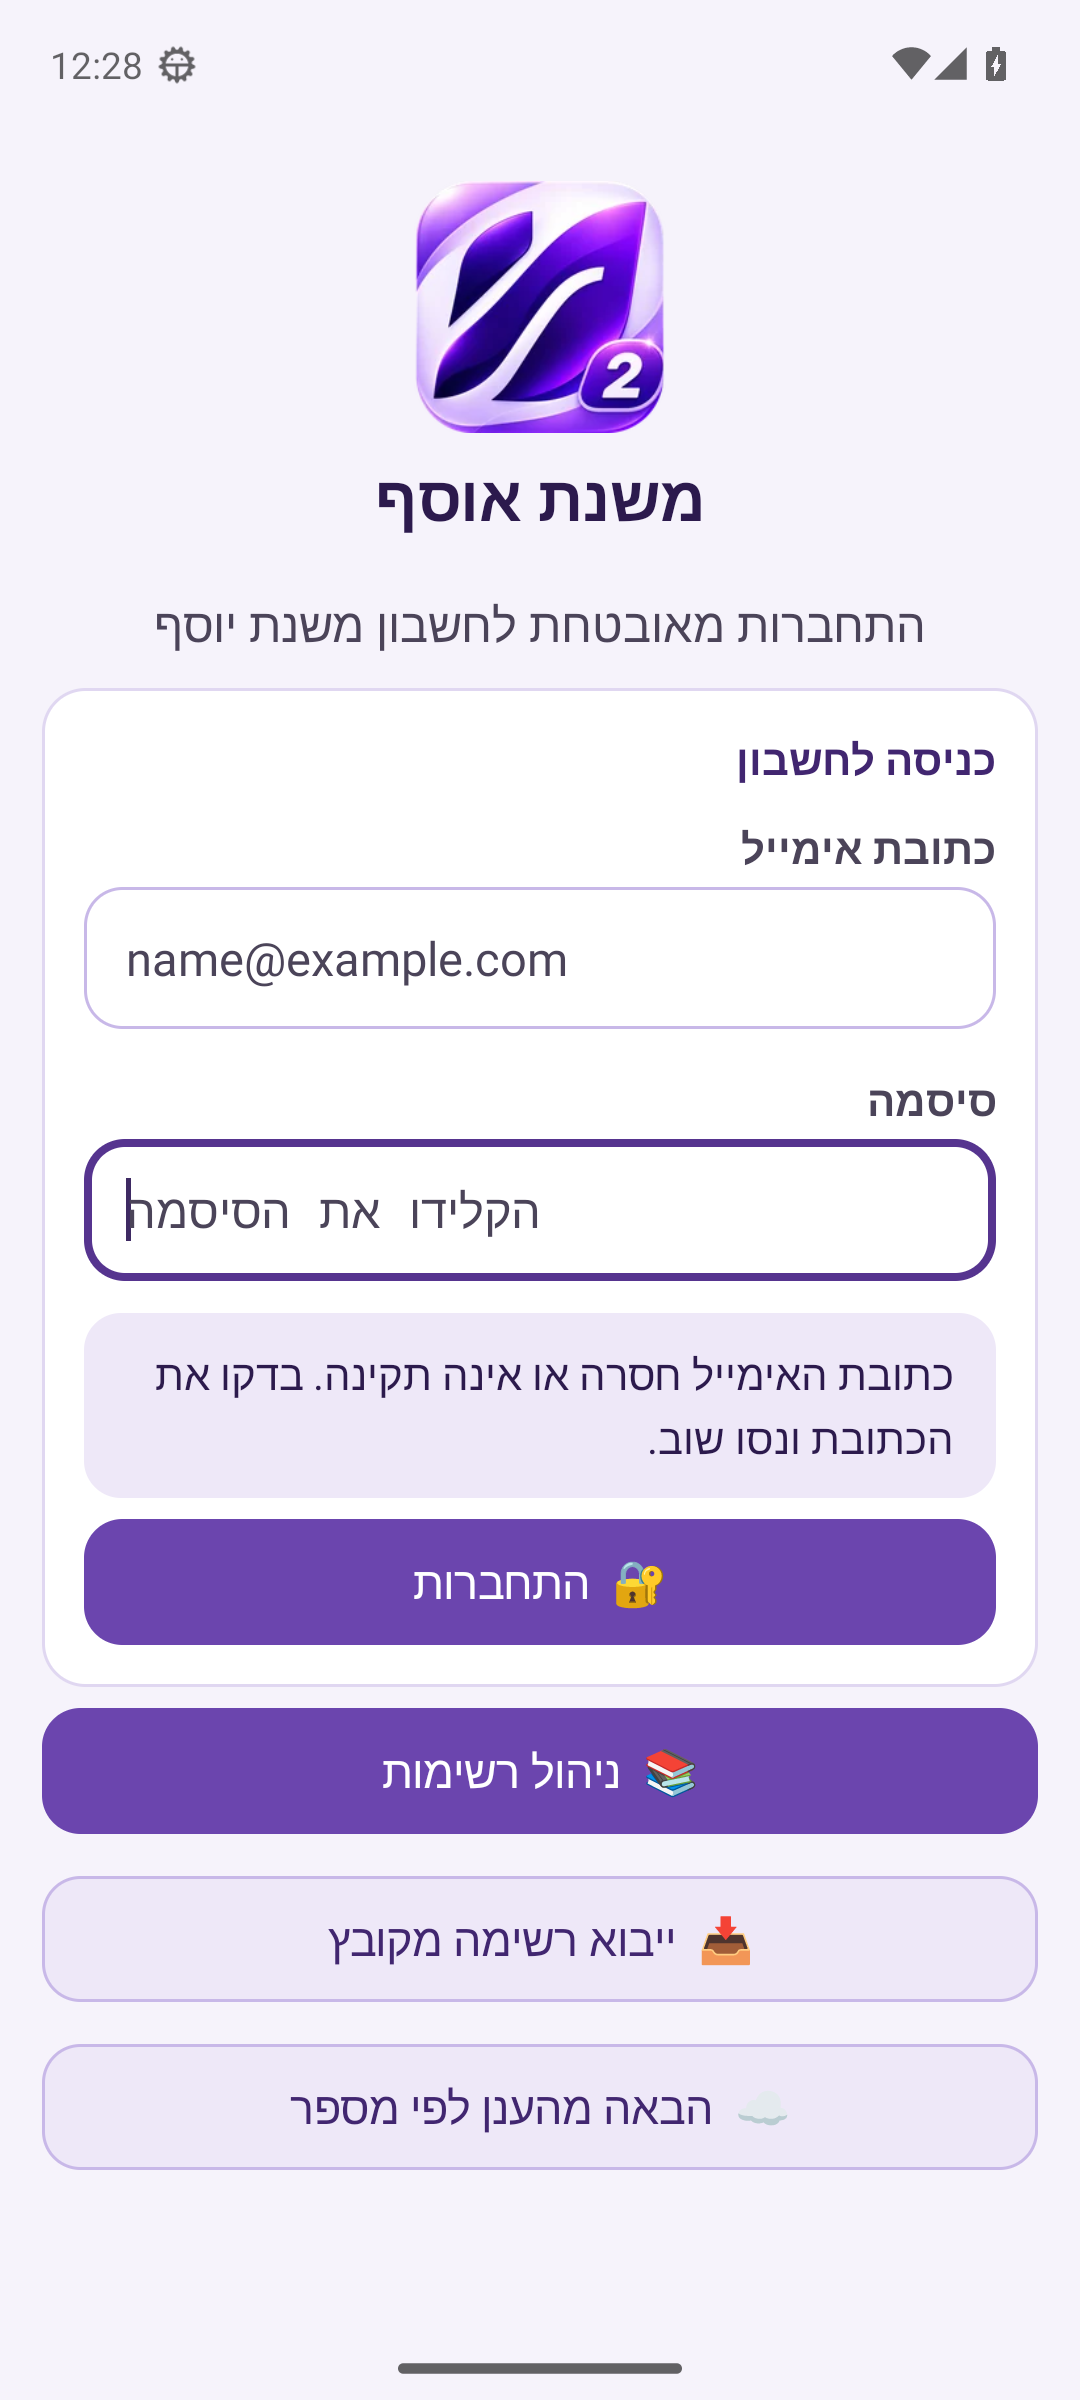 12:28
2
משנת אוסף
התחברות מאובטחת לחשבון משנת יוסף
כניסה לחשבון
כתובת אימייל
name@example.com
סיסמה
הקלידו את הסיסמה
כתובת האימייל חסרה או אינה תקינה. בדקו את
הכתובת ונסו שוב.
🔐 התחברות
📚 ניהול רשימות
📥 ייבוא רשימה מקובץ
☁️ הבאה מהענן לפי מספר